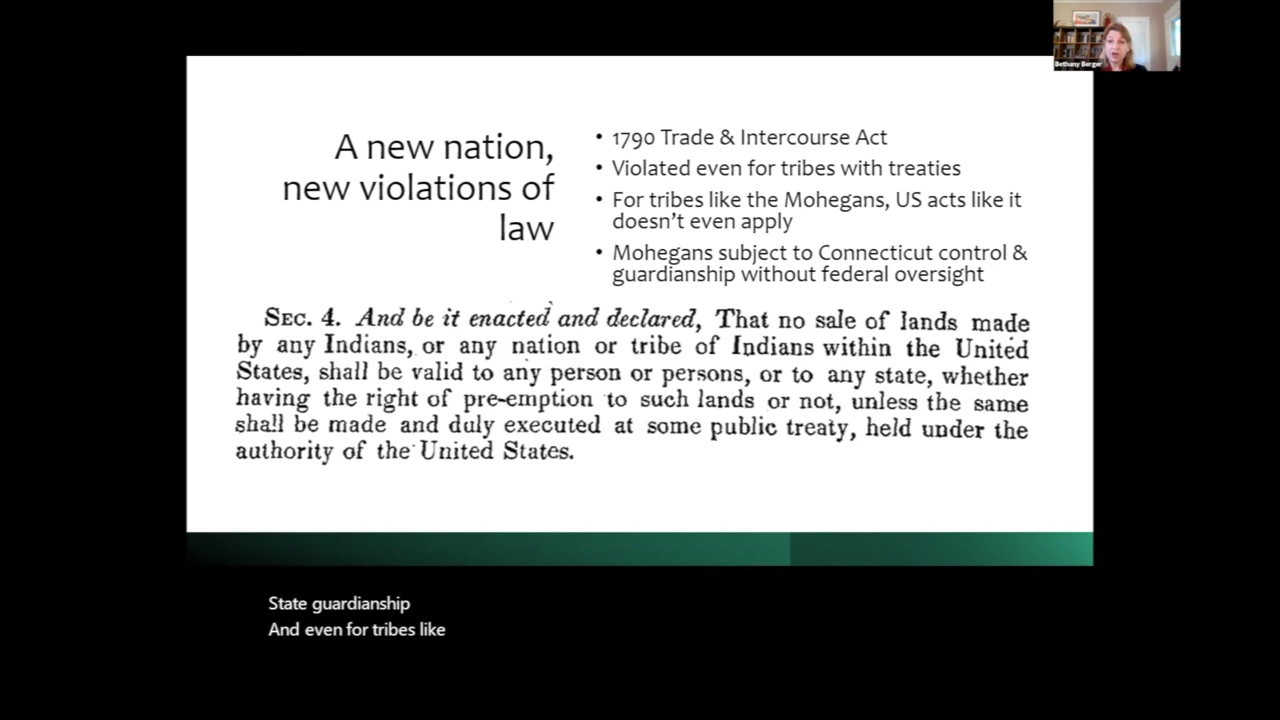 Bethany Berger
A new nation,
new violations of
law
• 1790 Trade & Intercourse Act
• Violated even for tribes with treaties
• For tribes like the Mohegans, US acts like it
doesn’t even apply
• Mohegans subject to Connecticut control &
guardianship without federal oversight
SEC. 4. And be it enacted and declared, That no sale of lands made
by any Indians, or any nation or tribe of Indians within the United
States, shall be valid to any person or persons, or to any state, whether
having the right of pre-emption to such lands or not, unless the same
shall be made and duly executed at some public treaty, held under the
authority of the United States.
State guardianship
And even for tribes like